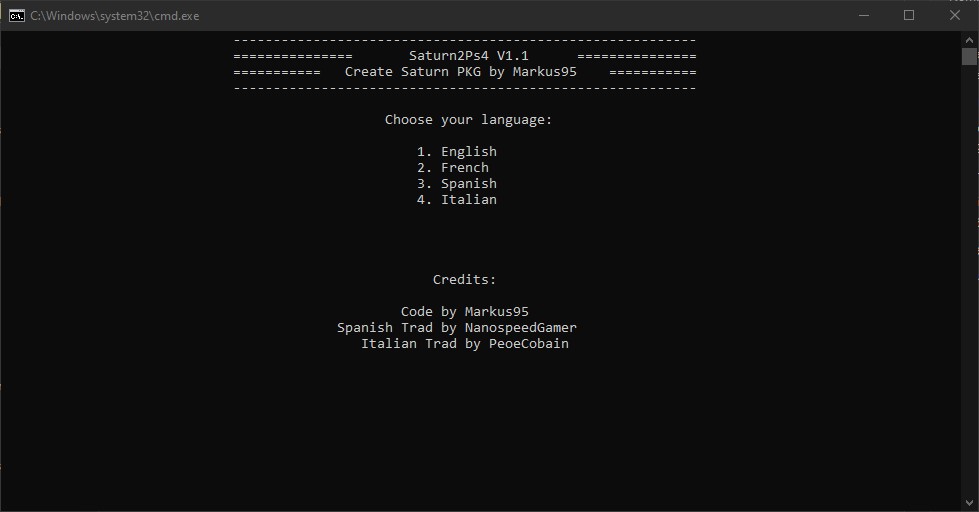 C:\Windows\system32\cmd.exe
----------------------------------------------------------
=============== Saturn2Ps4 V1.1 ===============
=========== Create Saturn PKG by Markus95 ===========
----------------------------------------------------------
Choose your language:
1. English
2. French
3. Spanish
4. Italian
Credits:
Code by Markus95
Spanish Trad by NanospeedGamer
Italian Trad by PeoeCobain